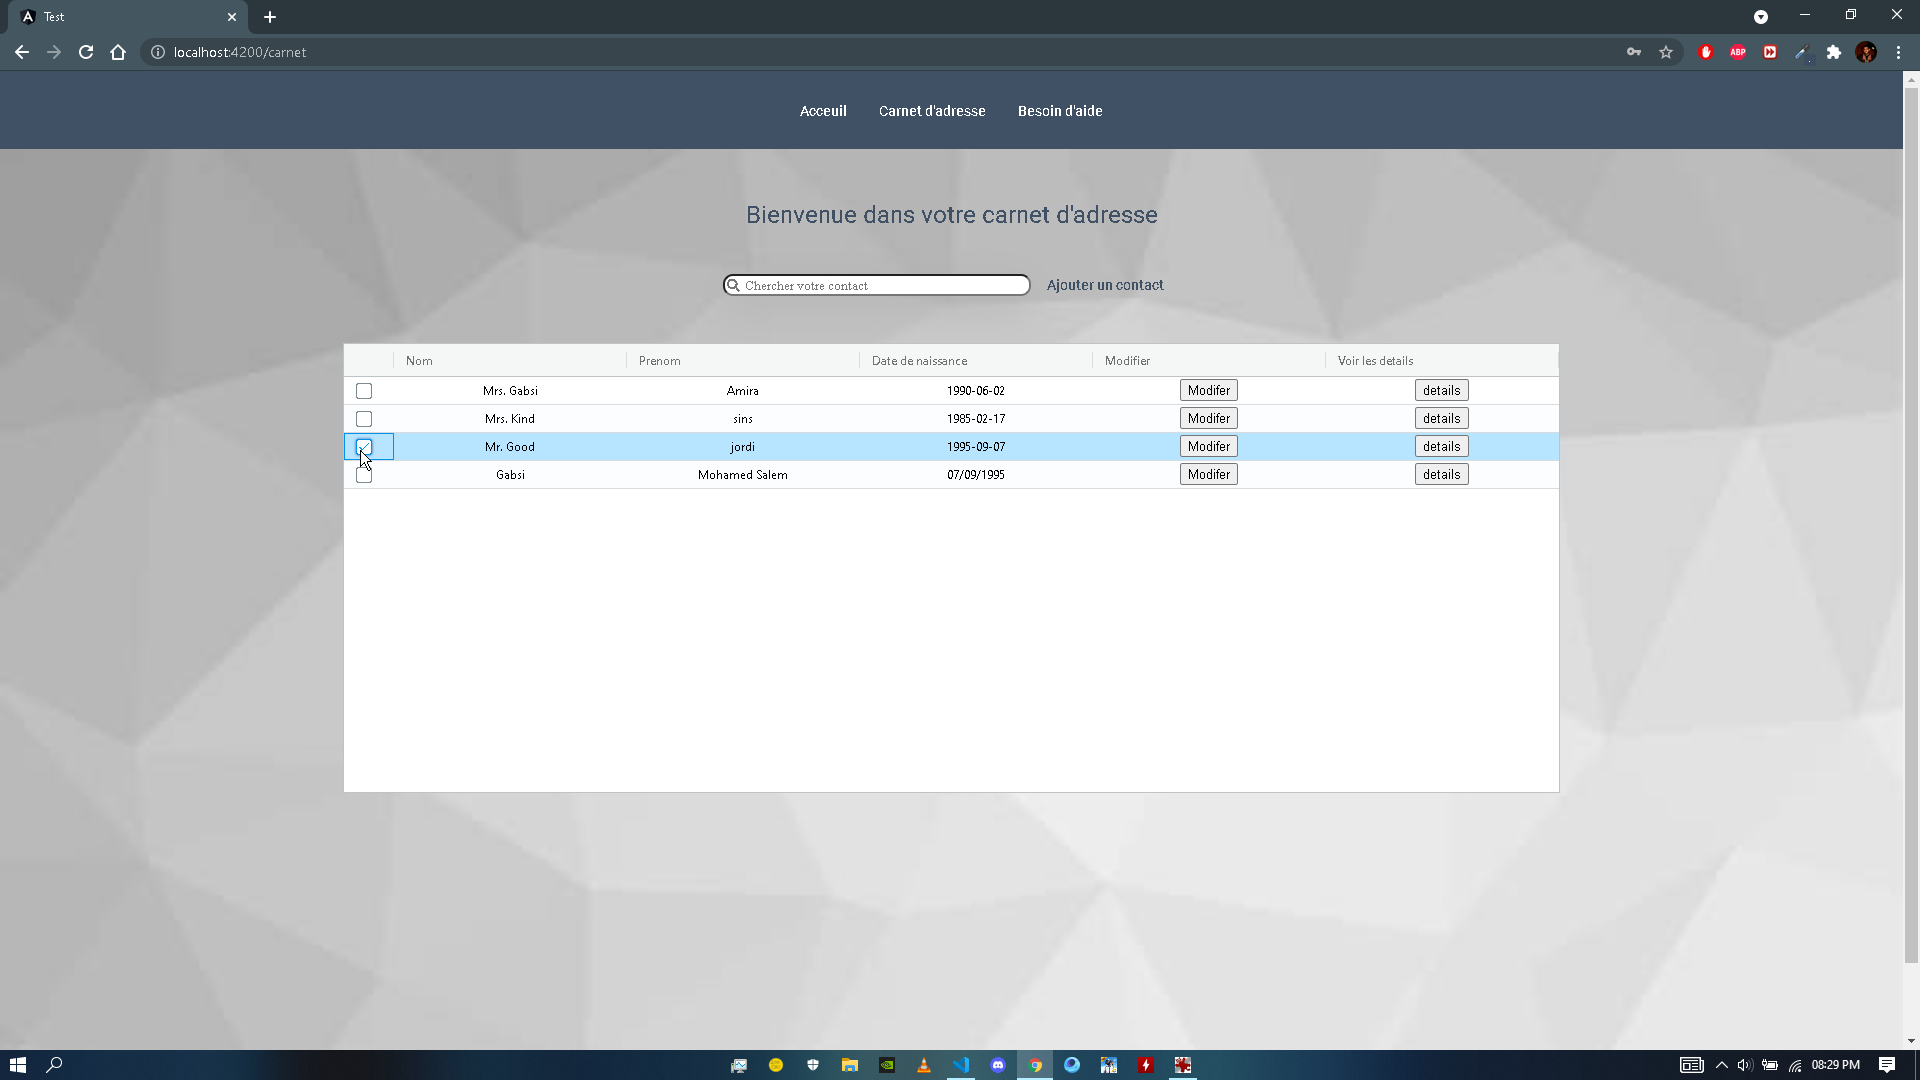 Test
localhost:4200/carnet
ABP
Acceuil Carnet d'adresse Besoin d'aide
Bienvenue dans votre carnet d'adresse
Chercher votre contact Ajouter un contact
Nom Prenom Date de naissance Modifier Voir les details
Mrs. Gabsi Amira 1990-06-02 Modifer details
Mrs. Kind sins 1985-02-17 Modifer details
Mr. Good jordi 1995-09-07 Modifer details
Gabsi Mohamed Salem 07/09/1995 Modifer details
08:29 PM